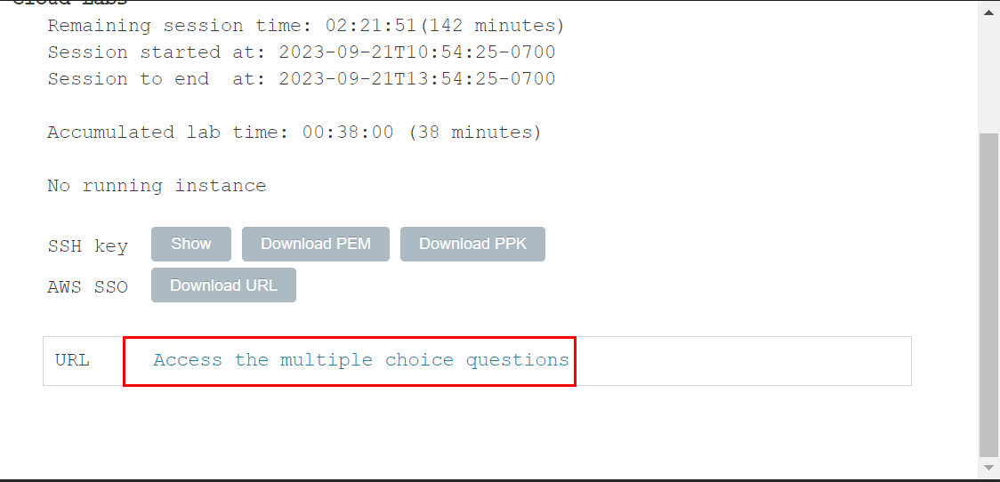 Cloud Labs
Remaining session time: 02:21:51(142 minutes)
Session started at: 2023-09-21T10:54:25-0700
Session to end  at: 2023-09-21T13:54:25-0700
Accumulated lab time: 00:38:00 (38 minutes)
No running instance
SSH key Show Download PEM Download PPK
AWS SSO Download URL
URL Access the multiple choice questions